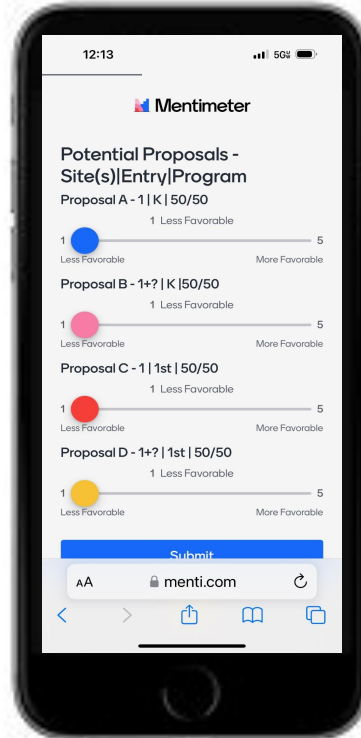 12:13
5G
Mentimeter
Potential Proposals -
Site(s)|Entry|Program
Proposal A - 1 | K | 50/50
1 Less Favorable
1 5
Less Favorable More Favorable
Proposal B - 1+? | K |50/50
1 Less Favorable
1 5
Less Favorable More Favorable
Proposal C - 1 | 1st | 50/50
1 Less Favorable
1 5
Less Favorable More Favorable
Proposal D - 1+? | 1st | 50/50
1 Less Favorable
1 5
Less Favorable More Favorable
Submit
AA menti.com